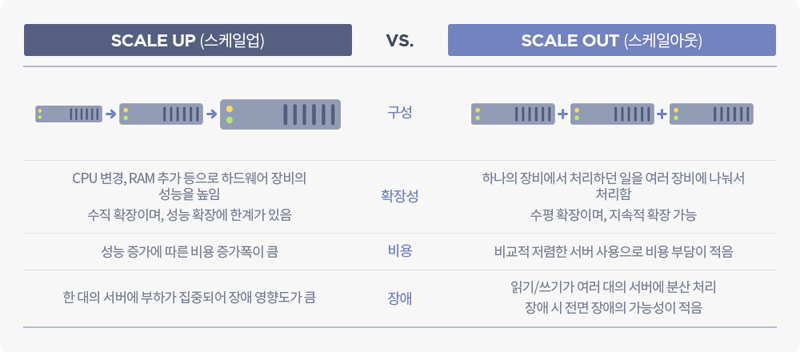 SCALE UP (스케일업)
VS.
SCALE OUT (스케일아웃)
구성
CPU 변경, RAM 추가 등으로 하드웨어 장비의
성능을 높임
수직 확장이며, 성능 확장에 한계가 있음
확장성
하나의 장비에서 처리하던 일을 여러 장비에 나눠서
처리함
수평 확장이며, 지속적 확장 가능
성능 증가에 따른 비용 증가폭이 큼
비용
비교적 저렴한 서버 사용으로 비용 부담이 적음
한 대의 서버에 부하가 집중되어 장애 영향도가 큼
장애
읽기/쓰기가 여러 대의 서버에 분산 처리
장애 시 전면 장애의 가능성이 적음